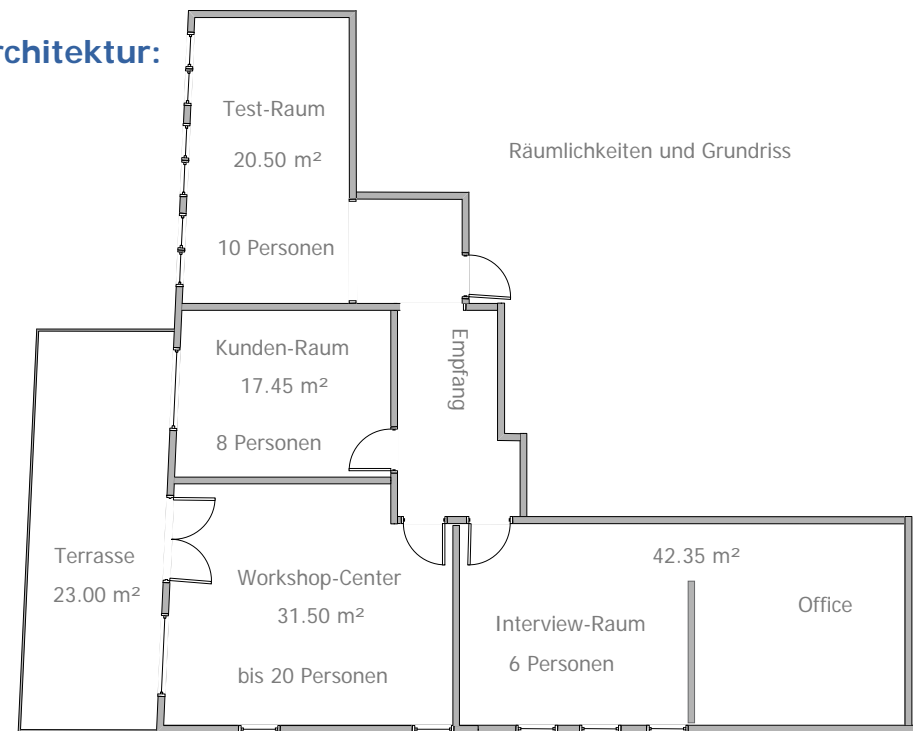 rchitektur:
Räumlichkeiten und Grundriss
Test-Raum
20.50 m²
10 Personen
Kunden-Raum
17.45 m²
8 Personen
Empfang
Terrasse
23.00 m²
Workshop-Center
31.50 m²
bis 20 Personen
42.35 m²
Interview-Raum
6 Personen
Office